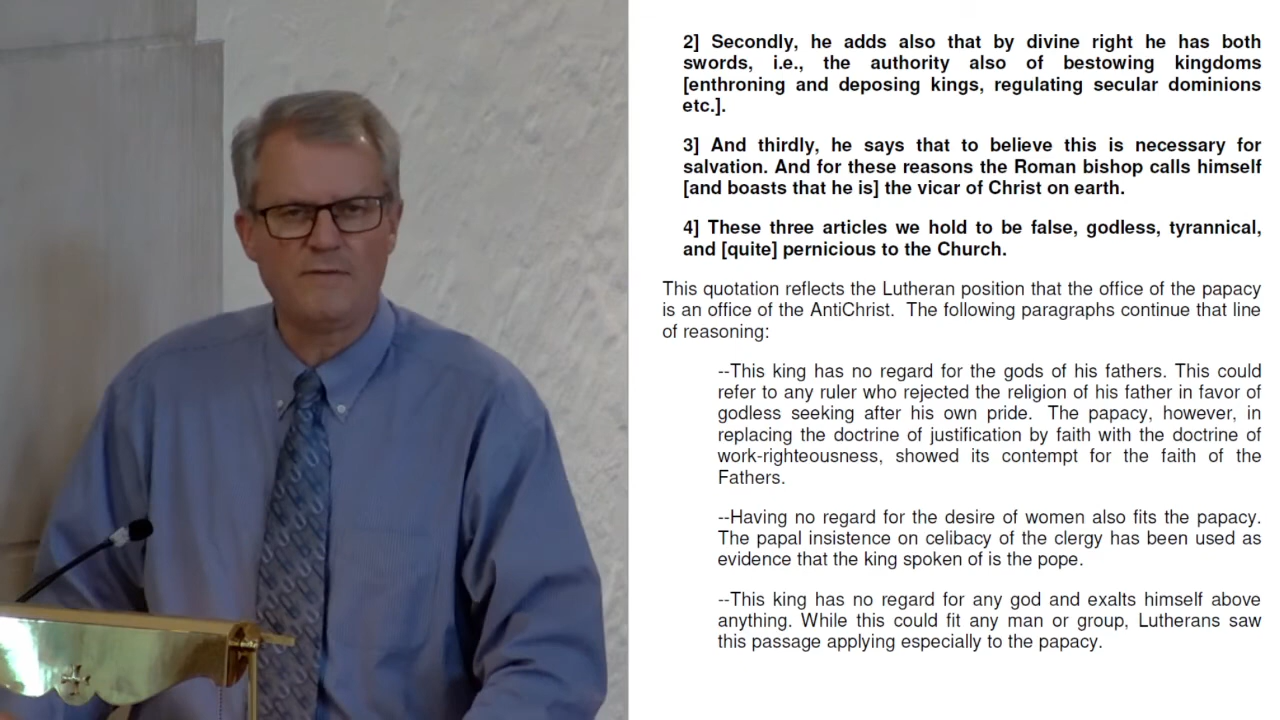 2] Secondly, he adds also that by divine right he has both
swords, i.e., the authority also of bestowing kingdoms
[enthroning and deposing kings, regulating secular dominions
etc.].
3] And thirdly, he says that to believe this is necessary for
salvation. And for these reasons the Roman bishop calls himself
[and boasts that he is] the vicar of Christ on earth.
4] These three articles we hold to be false, godless, tyrannical,
and [quite] pernicious to the Church.
This quotation reflects the Lutheran position that the office of the papacy
is an office of the AntiChrist.  The following paragraphs continue that line
of reasoning:
--This king has no regard for the gods of his fathers. This could
refer to any ruler who rejected the religion of his father in favor of
godless seeking after his own pride.  The papacy, however, in
replacing the doctrine of justification by faith with the doctrine of
work-righteousness, showed its contempt for the faith of the
Fathers.
--Having no regard for the desire of women also fits the papacy.
The papal insistence on celibacy of the clergy has been used as
evidence that the king spoken of is the pope.
--This king has no regard for any god and exalts himself above
anything. While this could fit any man or group, Lutherans saw
this passage applying especially to the papacy.